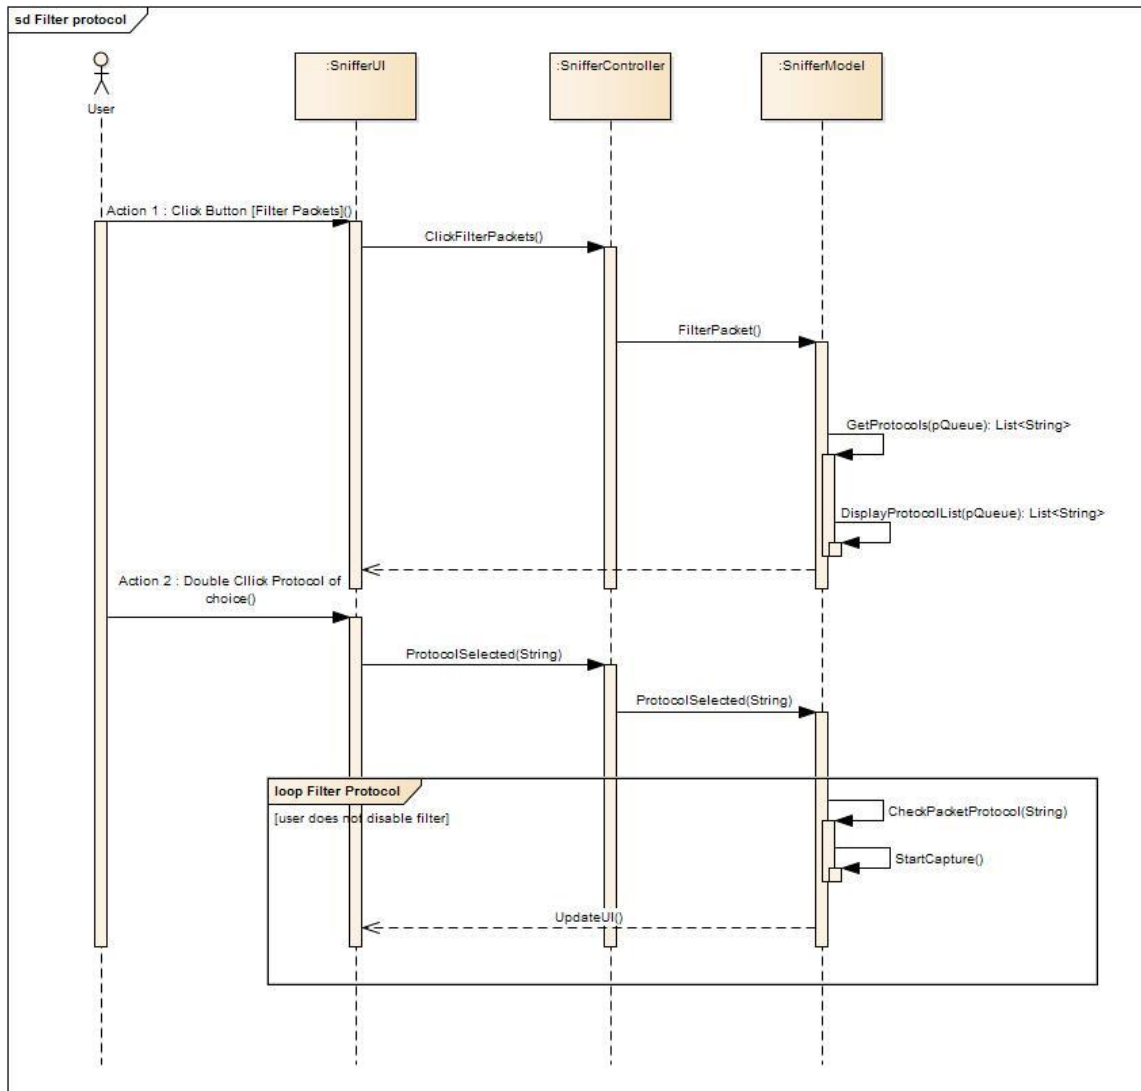 sd Filter protocol
:SnifferUI
:SnifferController
:SnifferModel
User
Action 1 : Click Button [Filter Packets]()
ClickFilterPackets()
FilterPacket()
GetProtocols(pQueue): List<String>
DisplayProtocolList(pQueue): List<String>
Action 2 : Double Cllick Protocol of
choice()
ProtocolSelected(String)
ProtocolSelected(String)
loop Filter Protocol
[user does not disable filter]
CheckPacketProtocol(String)
StartCapture()
UpdateUI()